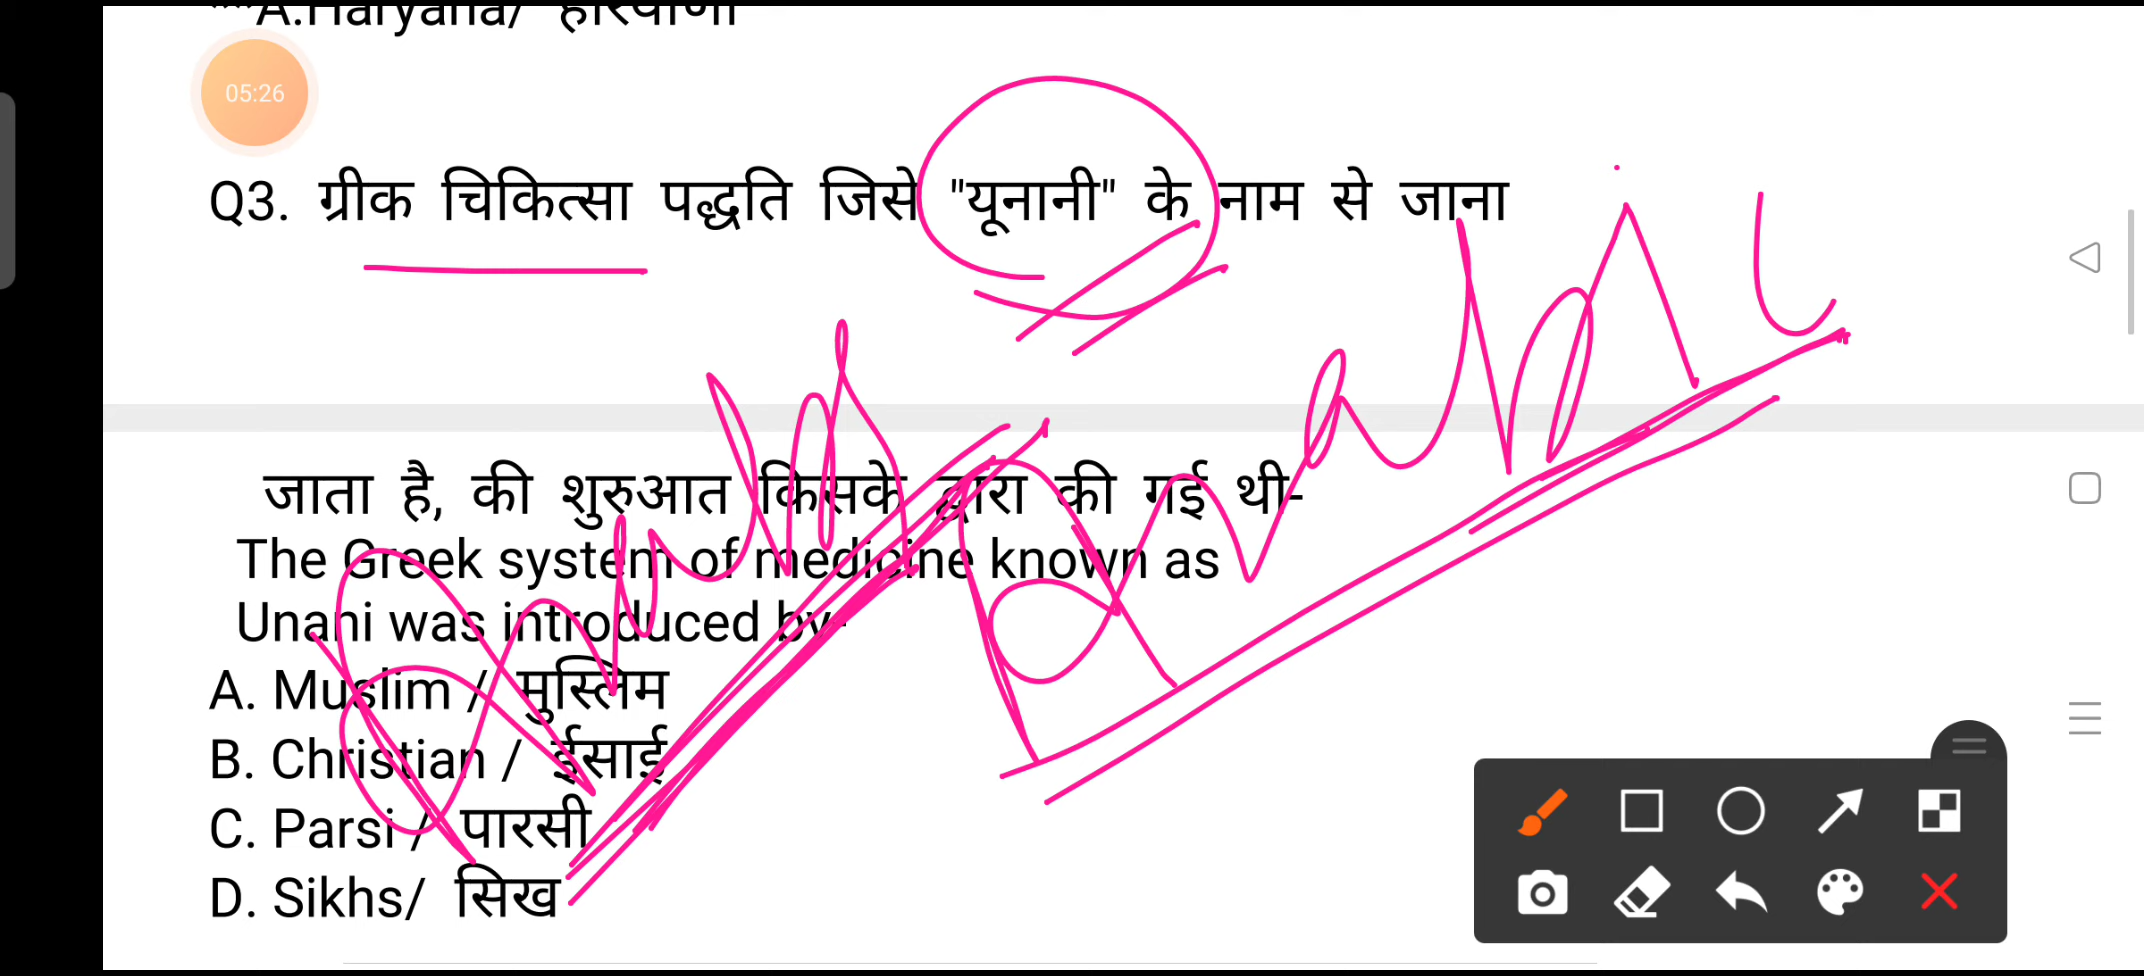 A.Haryana/ हरियाणा
05:26
Q3. ग्रीक चिकित्सा पद्धति जिसे "यूनानी" के नाम से जाना
जाता है, की शुरुआत किसके द्वारा की गई थी-
The Greek system of medicine known as
Unani was introduced by-
A. Muslim / मुस्लिम
B. Christian / ईसाई
C. Parsi / पारसी
D. Sikhs/ सिख